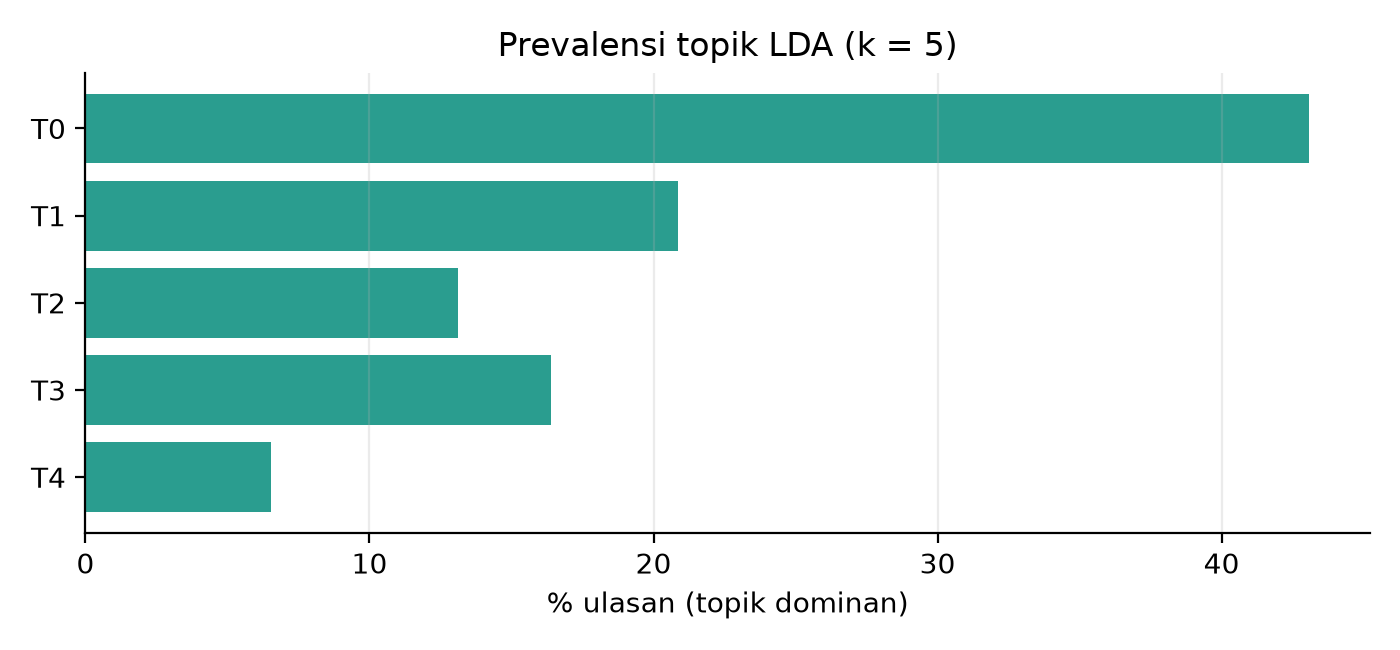 Prevalensi topik LDA (k = 5)
T0
T1
T2
T3
T4
0 10 20 30 40
% ulasan (topik dominan)